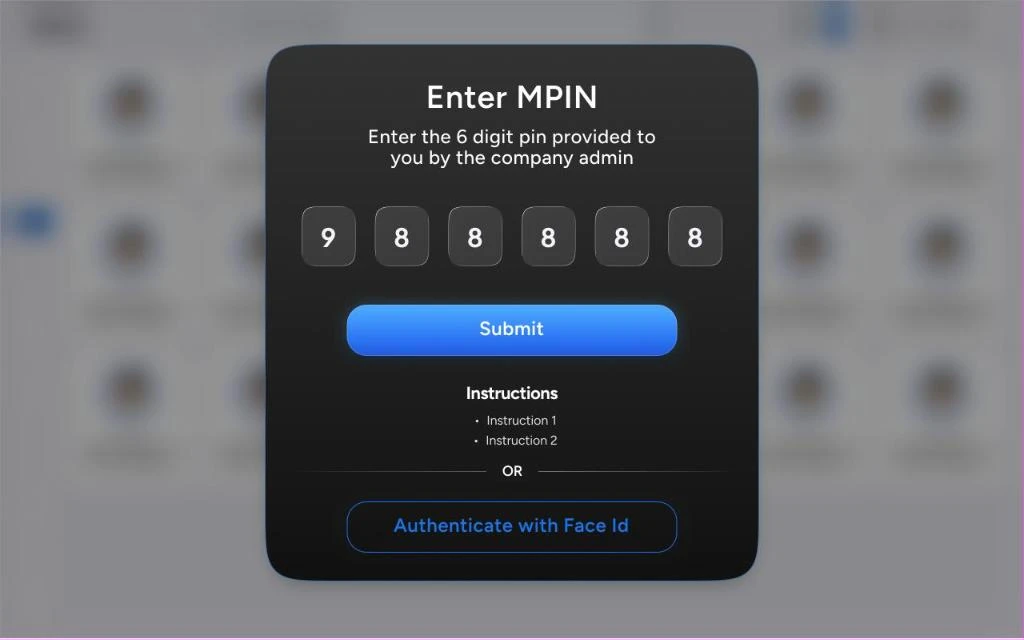 Enter MPIN
Enter the 6 digit pin provided to
you by the company admin
9 8 8 8 8 8
Submit
Instructions
• Instruction 1
• Instruction 2
OR
Authenticate with Face Id